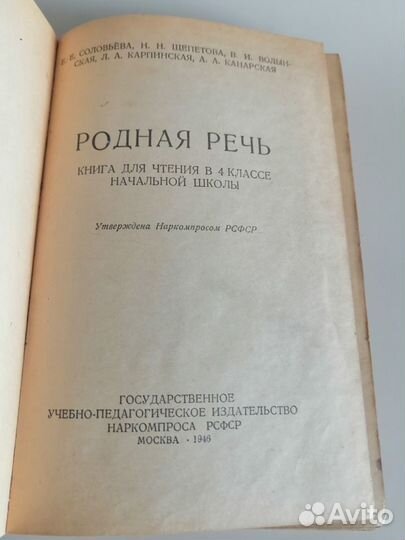 Е. Е. СОЛОВЬЁВА, Н. Н. ЩЕПЕТОВА, В. И. ВОЛЫН-
СКАЯ, Л. А. КАРПИНСКАЯ, А. А. КАНАРСКАЯ
РОДНАЯ РЕЧЬ
КНИГА ДЛЯ ЧТЕНИЯ В 4 КЛАССЕ
НАЧАЛЬНОЙ ШКОЛЫ
Утверждена Наркомпросом РСФСР
ГОСУДАРСТВЕННОЕ
УЧЕБНО-ПЕДАГОГИЧЕСКОЕ ИЗДАТЕЛЬСТВО
НАРКОМПРОСА РСФСР
МОСКВА · 1946
Avito